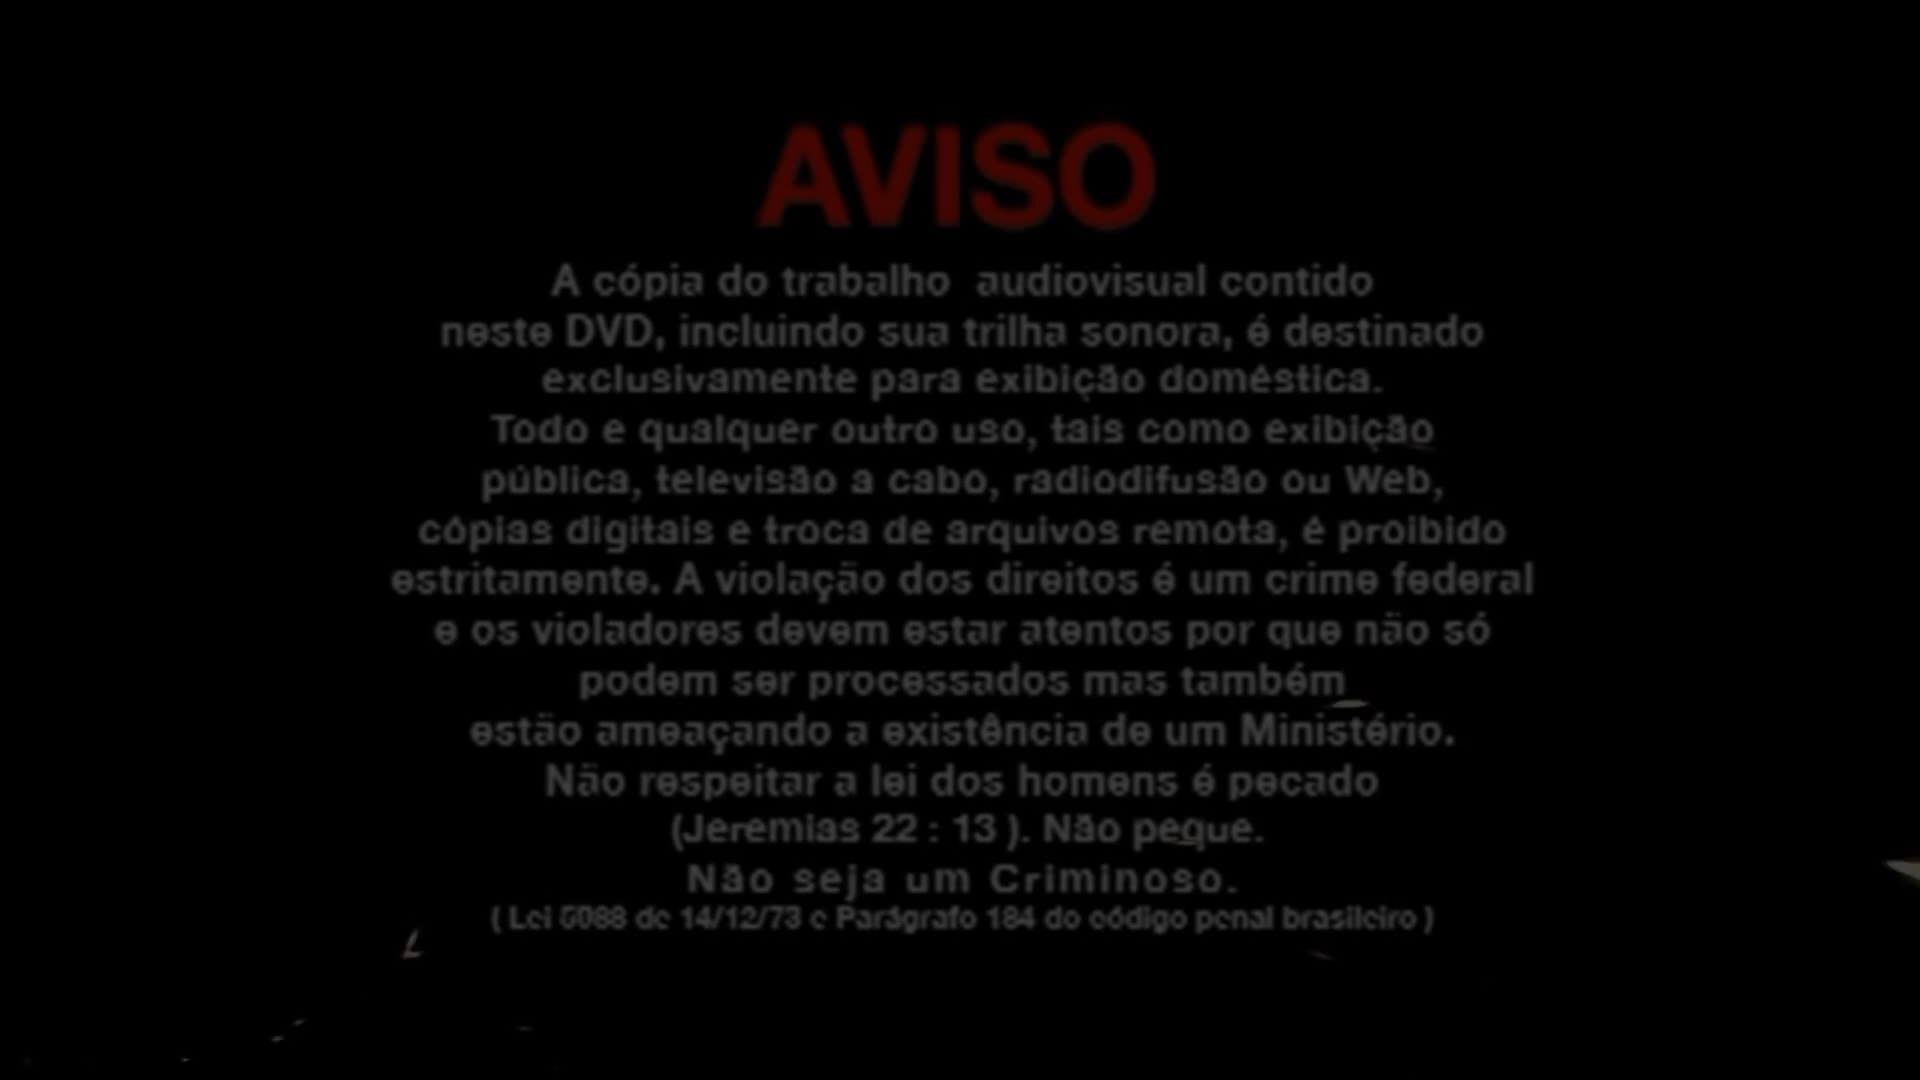 AVISO
A cópia do trabalho audiovisual contido
neste DVD, incluindo sua trilha sonora, é destinado
exclusivamente para exibição doméstica.
Todo e qualquer outro uso, tais como exibição
pública, televisão a cabo, radiodifusão ou Web,
cópias digitais e troca de arquivos remota, é proibido
estritamente. A violação dos direitos é um crime federal
e os violadores devem estar atentos por que não só
podem ser processados mas também
estão ameaçando a existência de um Ministério.
Não respeitar a lei dos homens é pecado
(Jeremias 22 : 13 ). Não peque.
Não seja um Criminoso.
( Lei 6088 de 14/12/73 e Parágrafo 184 do código penal brasileiro )